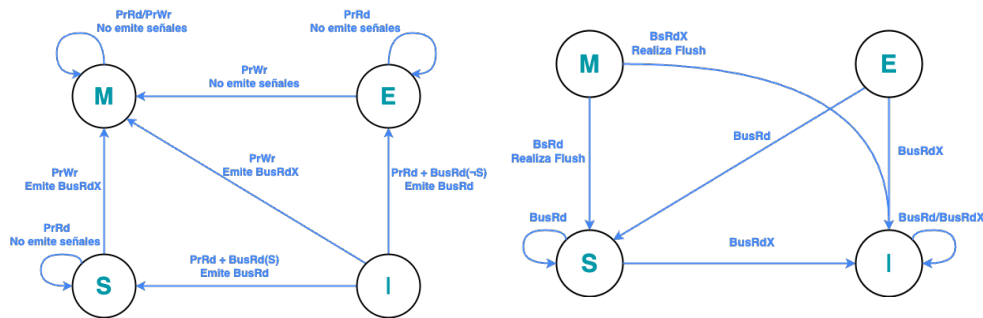 PrRd/PrWr
No emite señales
PrRd
No emite señales
M
PrWr
No emite señales
E
PrWr
Emite BusRdX
PrWr
Emite BusRdX
PrRd + BusRd(¬S)
Emite BusRd
PrRd
No emite señales
S
PrRd + BusRd(S)
Emite BusRd
I
BsRdX
Realiza Flush
M
E
BsRd
Realiza Flush
BusRd
BusRdX
BusRd
S
BusRdX
BusRd/BusRdX
I